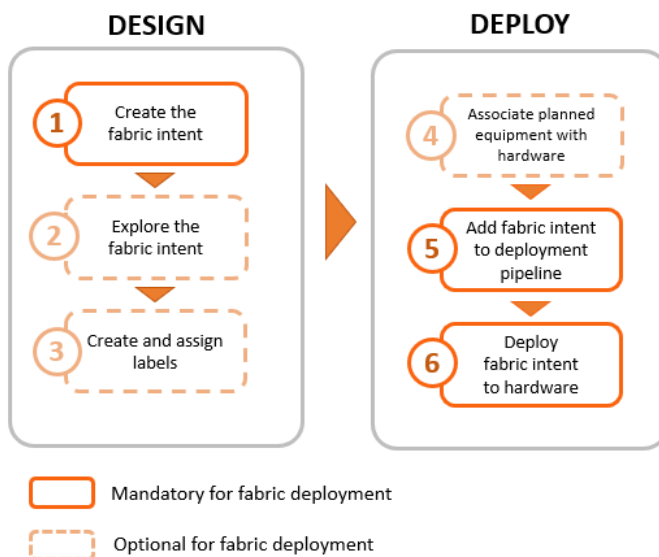 DESIGN
1
Create the
fabric intent
2
Explore the
fabric intent
3
Create and assign
labels
DEPLOY
4
Associate planned
equipment with
hardware
5
Add fabric intent
to deployment
pipeline
6
Deploy
fabric intent
to hardware
Mandatory for fabric deployment
Optional for fabric deployment